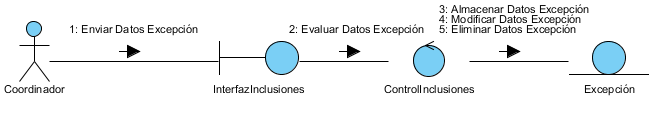 3: Almacenar Datos Excepción
4: Modificar Datos Excepción
1: Enviar Datos Excepción
2: Evaluar Datos Excepción
5: Eliminar Datos Excepción
Coordinador
InterfazInclusiones
ControlInclusiones
Excepción